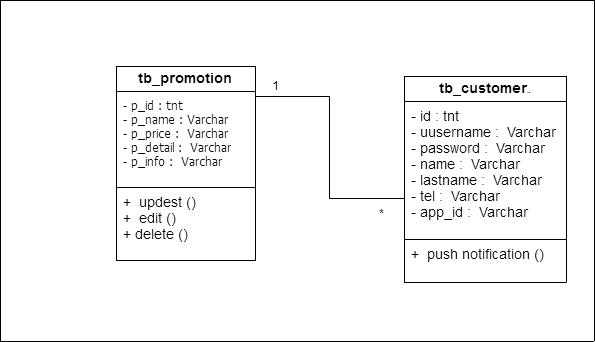 tb_promotion
- p_id : tnt
- p_name : Varchar
- p_price : Varchar
- p_detail : Varchar
- p_info : Varchar
+ updest ()
+ edit ()
+ delete ()
1
*
tb_customer..
- id : tnt
- uusername : Varchar
- password : Varchar
- name : Varchar
- lastname : Varchar
- tel : Varchar
- app_id : Varchar
+ push notification ()